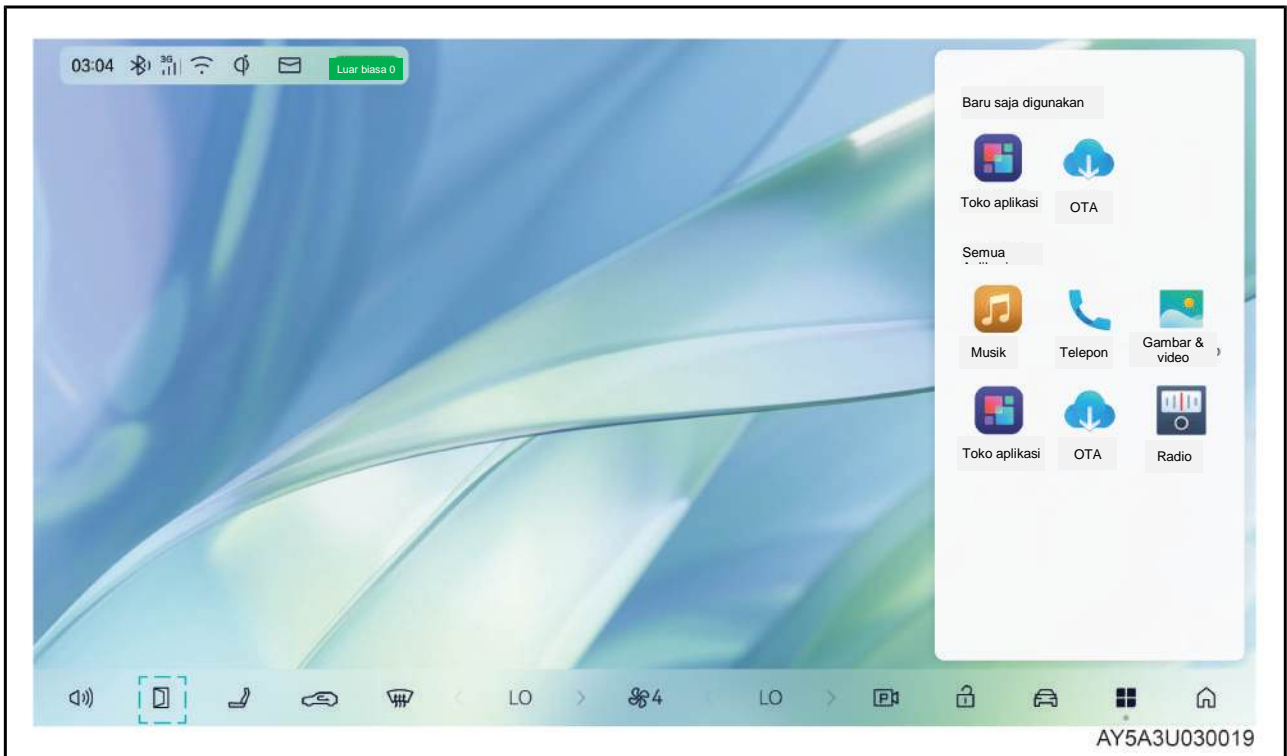 03:04 3G Luar biasa 0
Baru saja digunakan
Toko aplikasi OTA
Semua
Musik Telepon Gambar &
video
Toko aplikasi OTA Radio
LO 4 LO P
AY5A3U030019